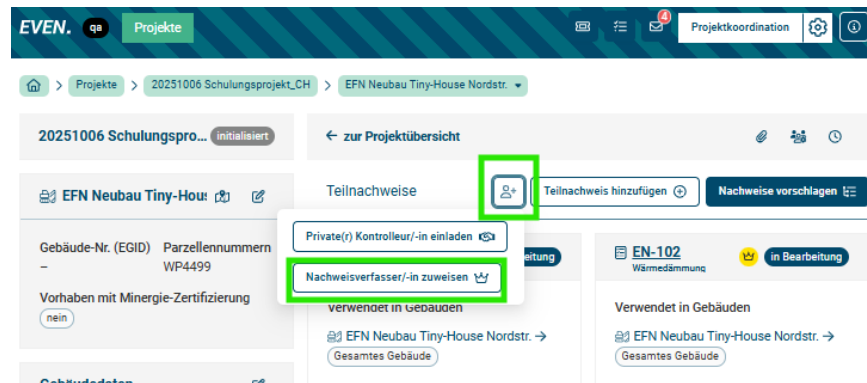 EVEN. qa Projekte 4 Projektkoordination
> Projekte > 20251006 Schulungsprojekt_CH > EFN Neubau Tiny-House Nordstr.
20251006 Schulungspro... initialisiert
← zur Projektübersicht
EFN Neubau Tiny-Hou
Teilnachweise
Teilnachweis hinzufügen
Nachweise vorschlagen
Gebäude-Nr. (EGID) Parzellennummern
– WP4499
Vorhaben mit Minergie-Zertifizierung
nein
Private(r) Kontrolleur/-in einladen
Nachweisverfasser/-in zuweisen
EN-102
Wärmedämmung
in Bearbeitung
Verwendet in Gebäuden
EFN Neubau Tiny-House Nordstr. →
Gesamtes Gebäude
Verwendet in Gebäuden
EFN Neubau Tiny-House Nordstr. →
Gesamtes Gebäude